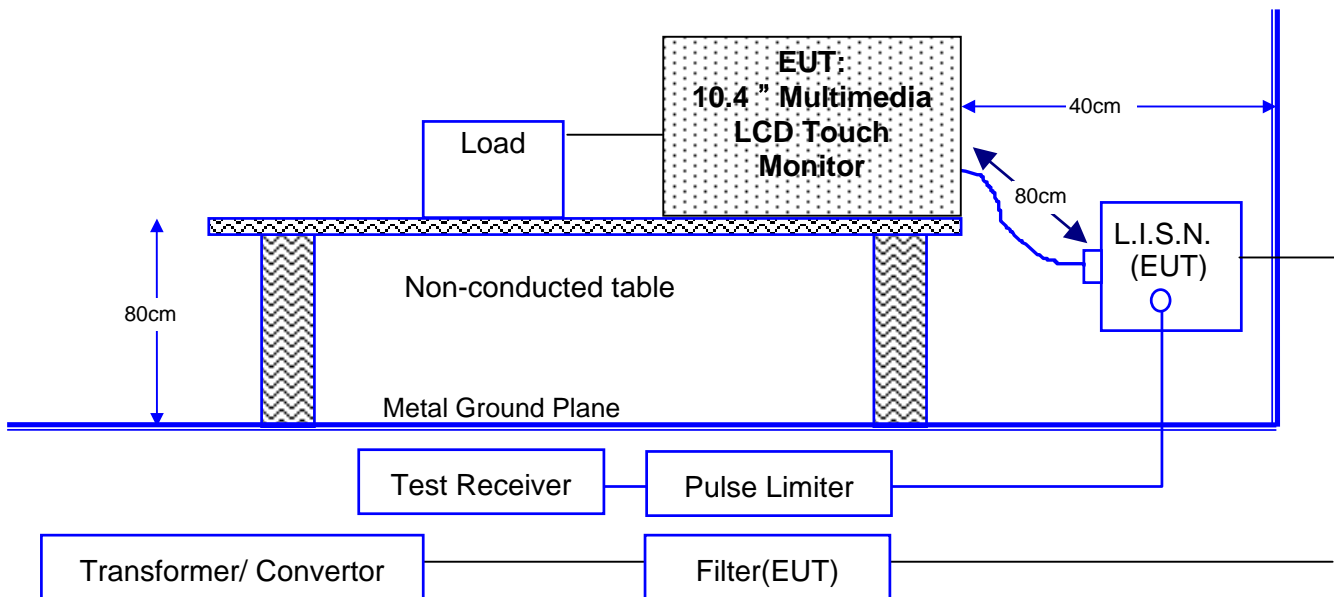 EUT:
10.4 ” Multimedia
LCD Touch
Monitor
40cm
Load
80cm
L.I.S.N.
(EUT)
Non-conducted table
80cm
Metal Ground Plane
Test Receiver
Pulse Limiter
Transformer/ Convertor
Filter(EUT)